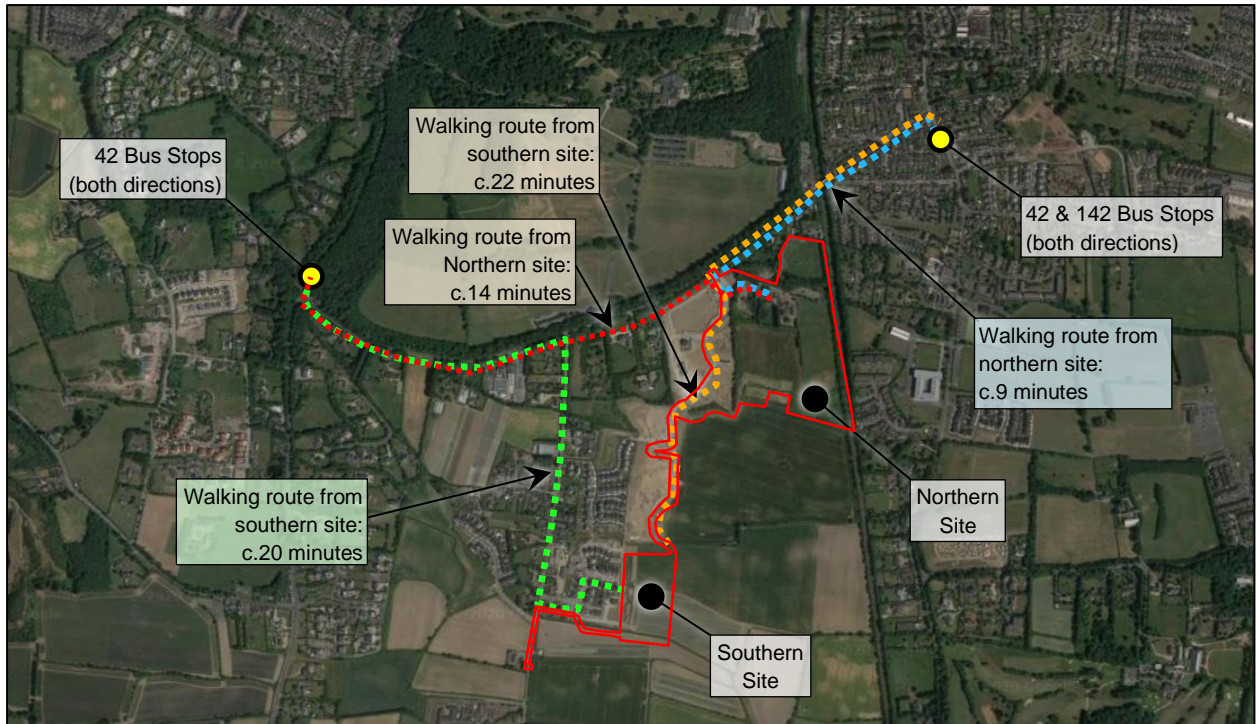 Walking route from
southern site:
c.22 minutes
42 Bus Stops
(both directions)
Walking route from
Northern site:
c.14 minutes
42 & 142 Bus Stops
(both directions)
Walking route from
northern site:
c.9 minutes
Walking route from
southern site:
c.20 minutes
Northern
Site
Southern
Site